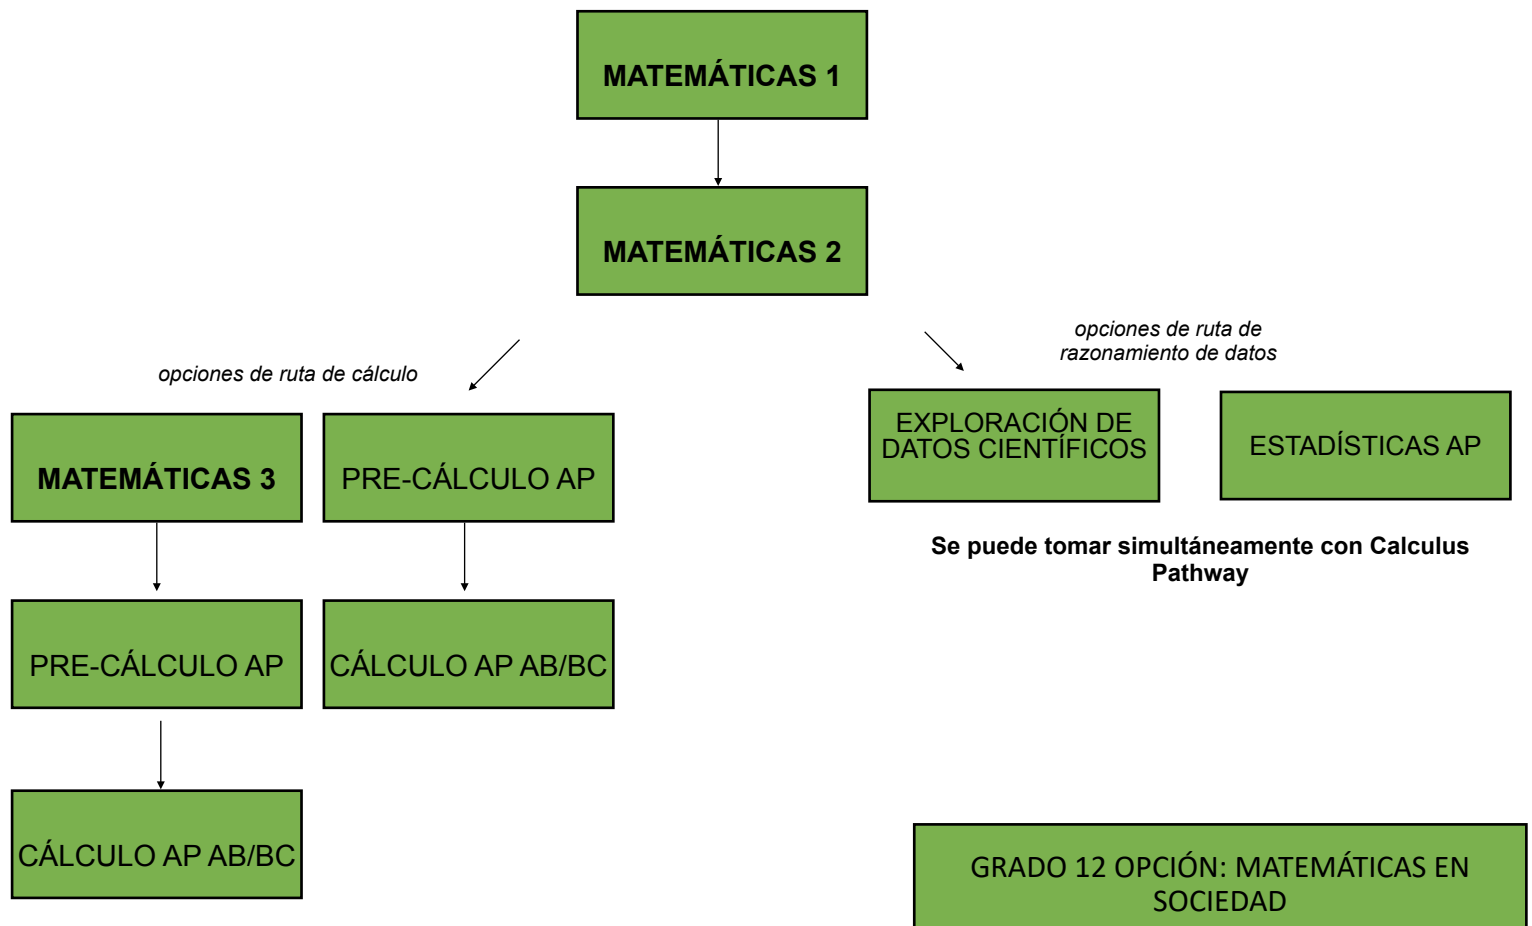 MATEMÁTICAS 1
MATEMÁTICAS 2
opciones de ruta de cálculo
opciones de ruta de
razonamiento de datos
MATEMÁTICAS 3
PRE-CÁLCULO AP
EXPLORACIÓN DE
DATOS CIENTÍFICOS
ESTADÍSTICAS AP
Se puede tomar simultáneamente con Calculus
Pathway
PRE-CÁLCULO AP
CÁLCULO AP AB/BC
CÁLCULO AP AB/BC
GRADO 12 OPCIÓN: MATEMÁTICAS EN
SOCIEDAD